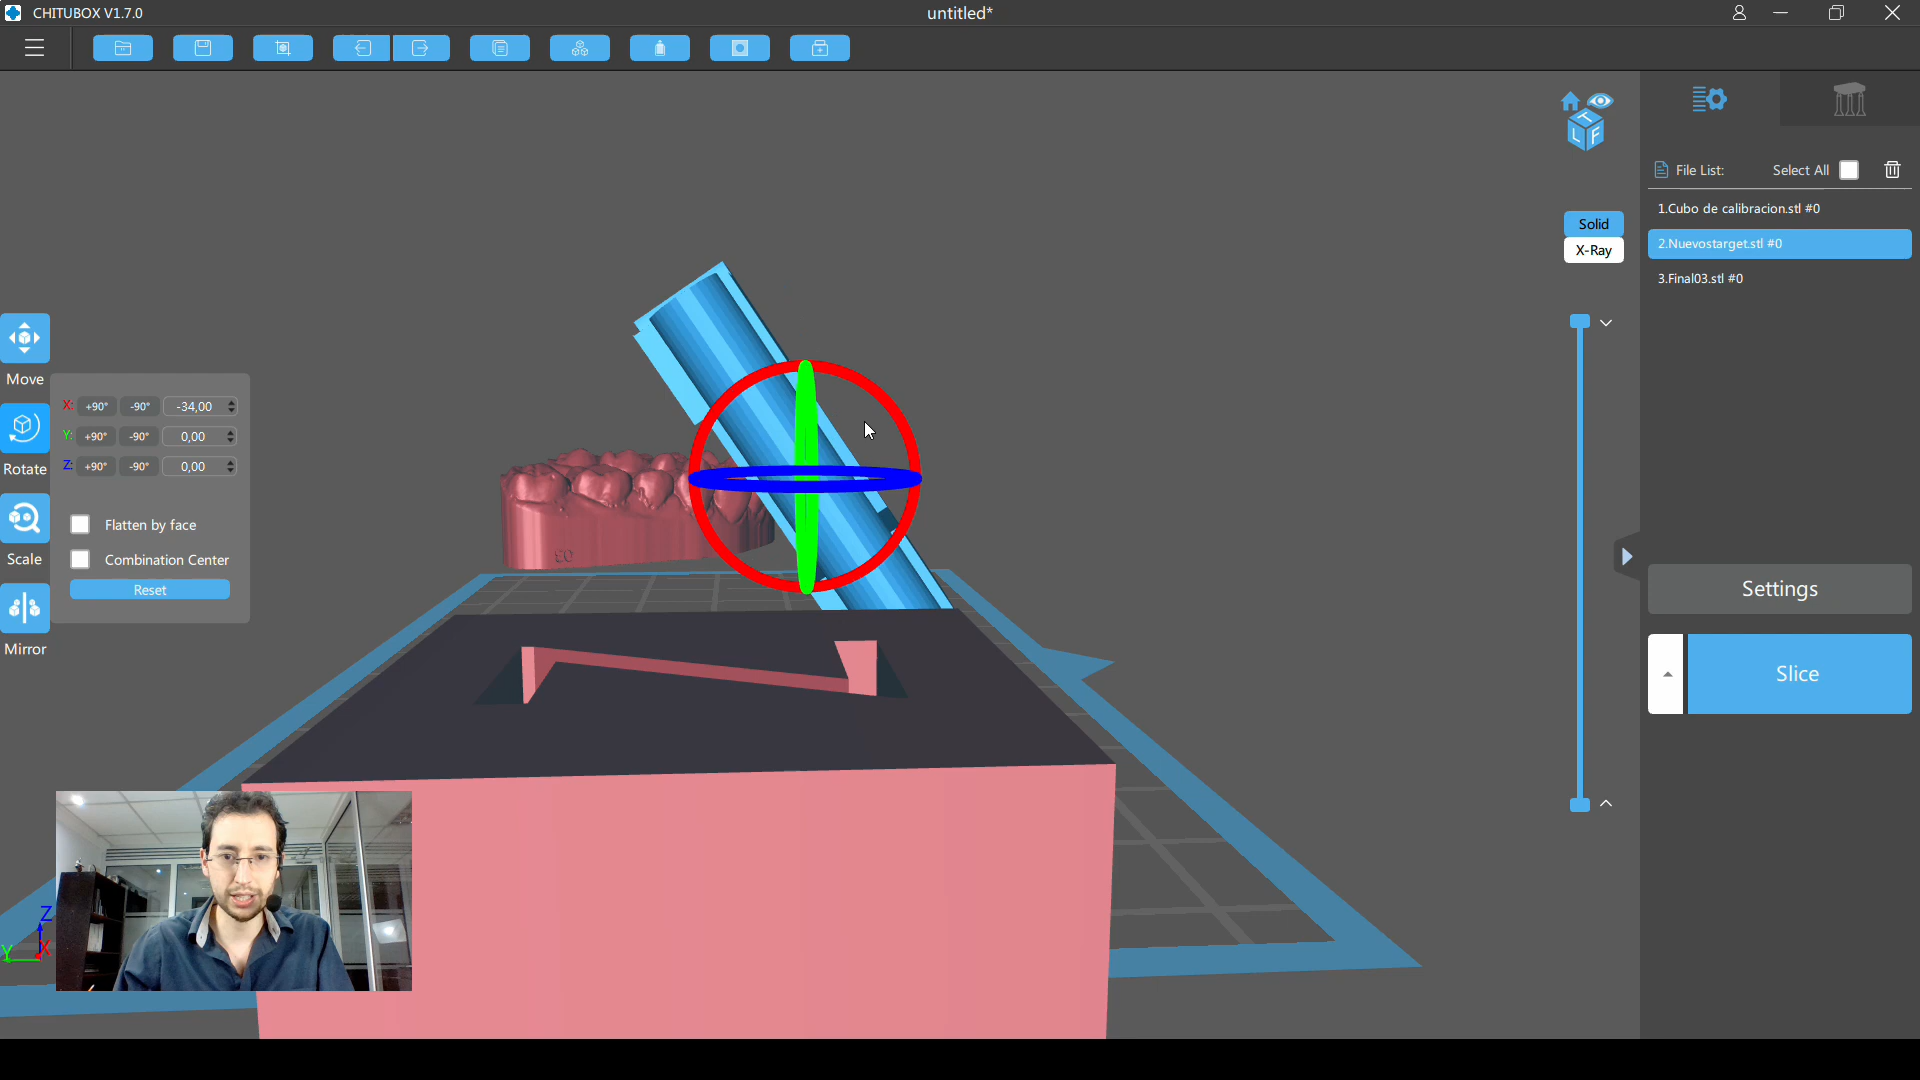 CHITUBOX V1.7.0
untitled*
T
L F
File List:
Select All
1.Cubo de calibracion.stl #0
Solid
2.Nuevostarget.stl #0
X-Ray
3.Final03.stl #0
Move
X: +90° -90° -34,00
Y: +90° -90° 0,00
Rotate
Z: +90° -90° 0,00
Flatten by face
Scale
Combination Center
Reset
03
Settings
Mirror
Slice
Z
Y X